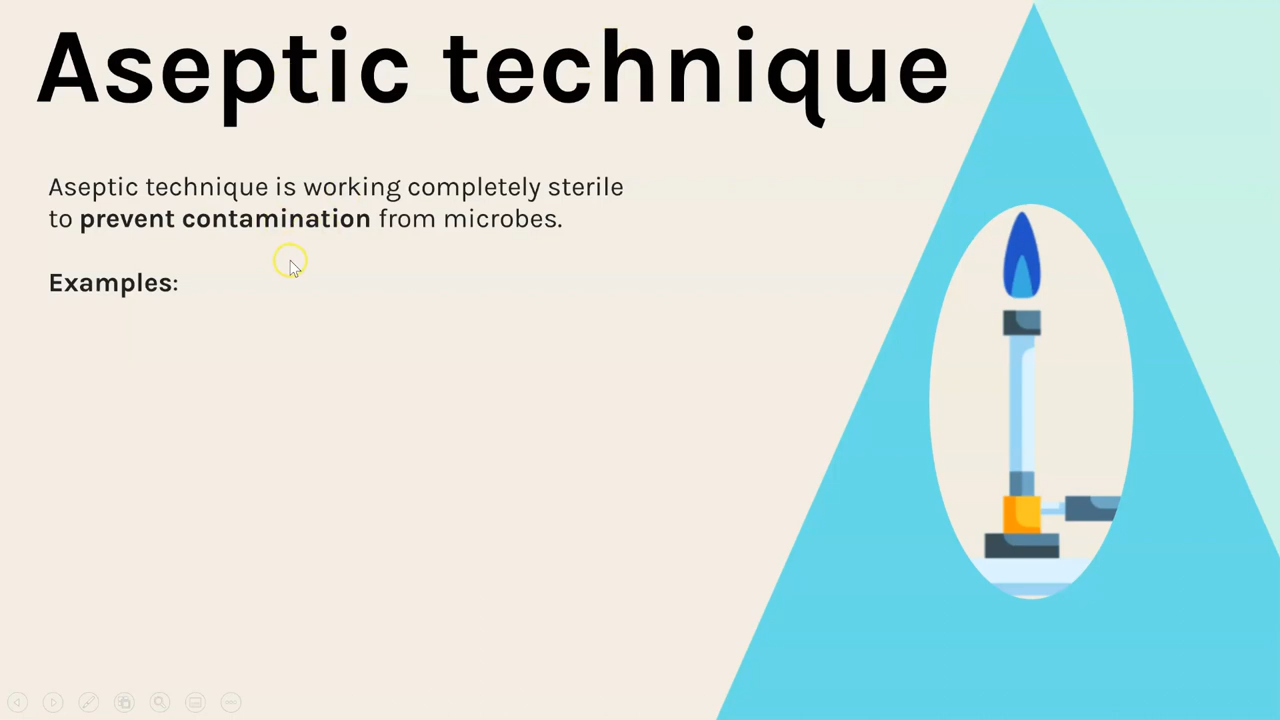 Aseptic technique
Aseptic technique is working completely sterile
to prevent contamination from microbes.
Examples: